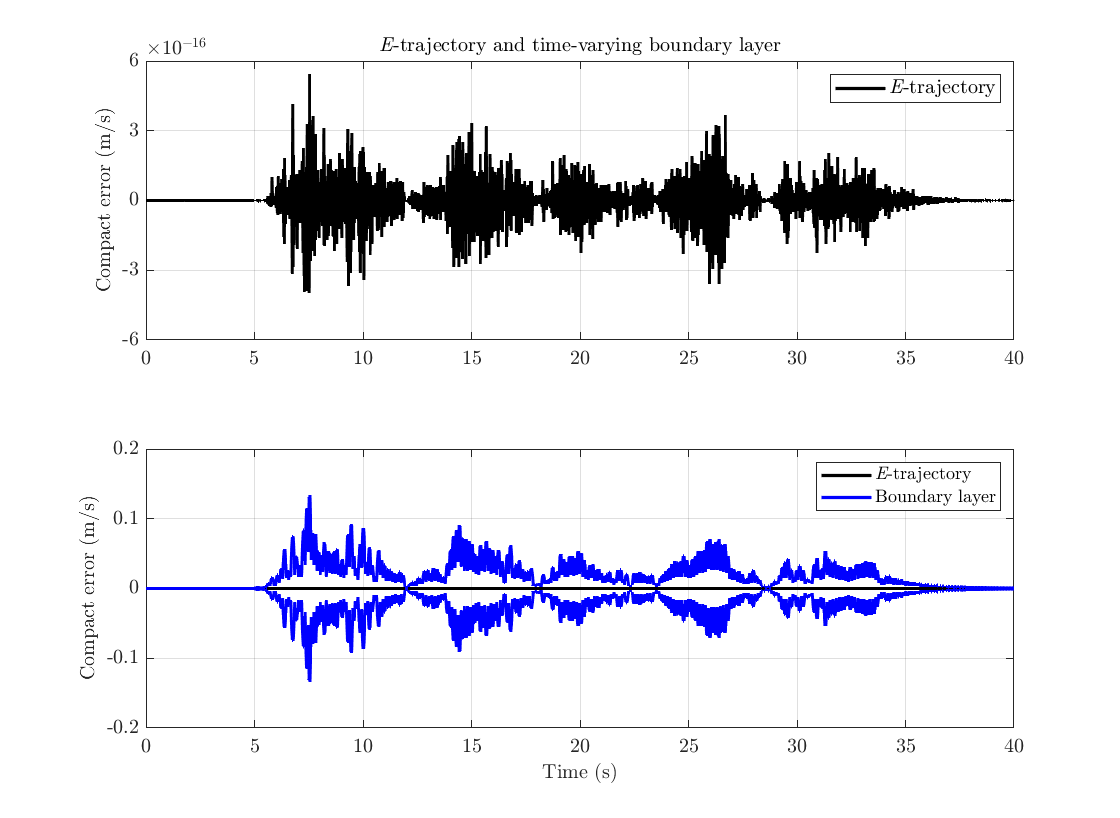 ×10⁻¹⁶
E-trajectory and time-varying boundary layer
6
3
0
-3
-6
Compact error (m/s)
E-trajectory
0 5 10 15 20 25 30 35 40
0.2
0.1
0
-0.1
-0.2
Compact error (m/s)
E-trajectory
Boundary layer
0 5 10 15 20 25 30 35 40
Time (s)